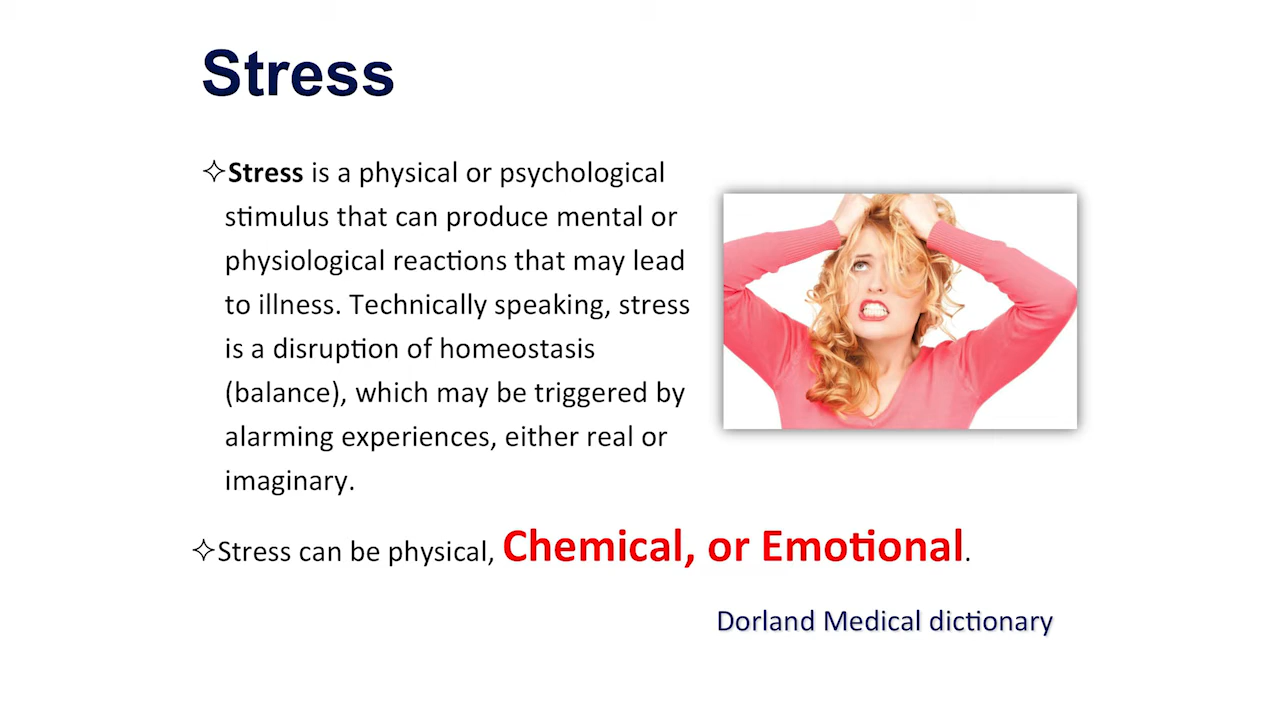 Stress
✧Stress is a physical or psychological
stimulus that can produce mental or
physiological reactions that may lead
to illness. Technically speaking, stress
is a disruption of homeostasis
(balance), which may be triggered by
alarming experiences, either real or
imaginary.
✧Stress can be physical, Chemical, or Emotional.
Dorland Medical dictionary